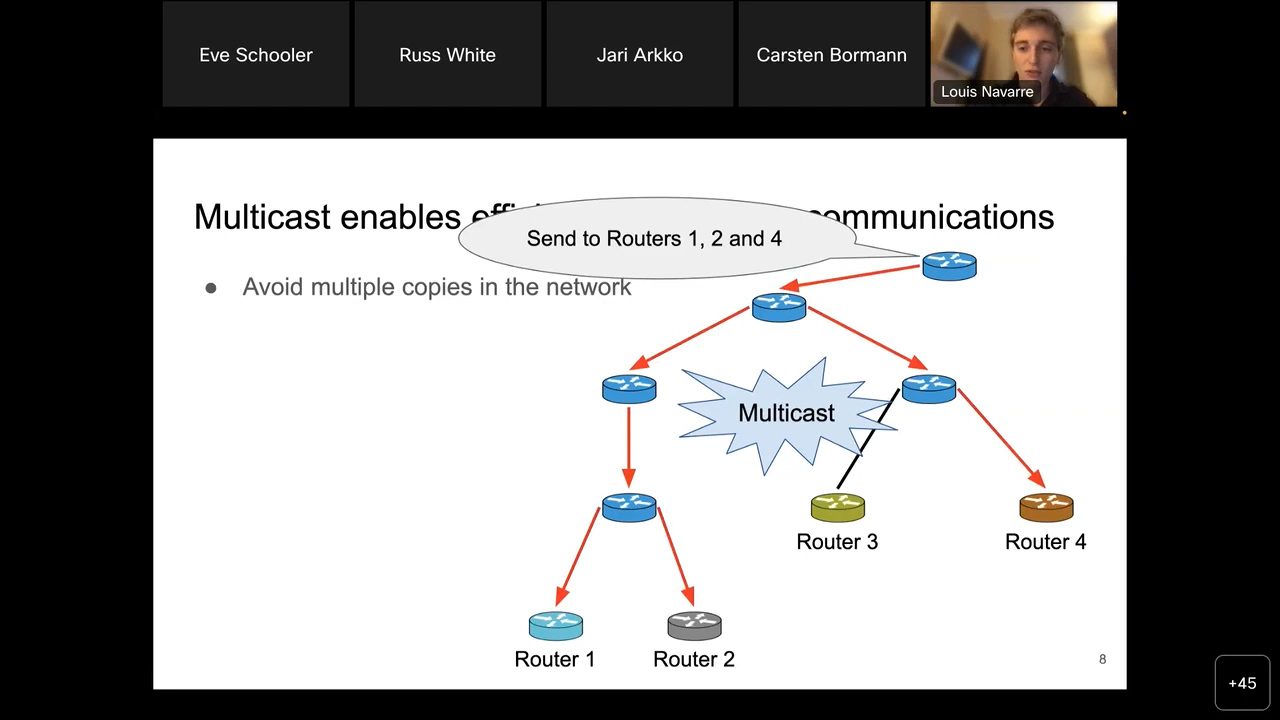 Eve Schooler
Russ White
Jari Arkko
Carsten Bormann
Louis Navarre
Multicast enables communications
Send to Routers 1, 2 and 4
● Avoid multiple copies in the network
Multicast
Router 3
Router 4
Router 1
Router 2
8
+45